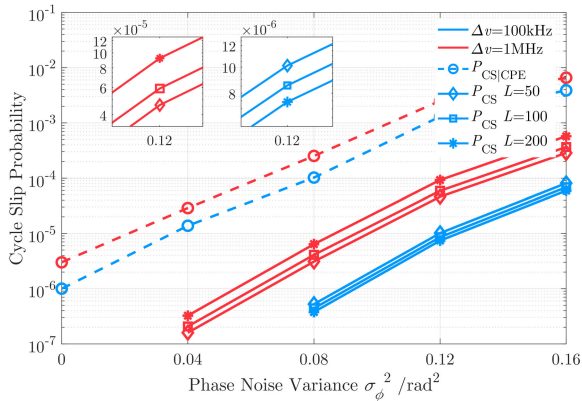 ×10^-5
12
10
8
6
4
0.12
×10^-6
12
10
8
0.12
Δv=100kHz
Δv=1MHz
P_CS|CPE
P_CS L=50
P_CS L=100
P_CS L=200
10^-1
10^-2
10^-3
10^-4
10^-5
10^-6
10^-7
Cycle Slip Probability
0 0.04 0.08 0.12 0.16
Phase Noise Variance σ_ϕ^2 /rad^2